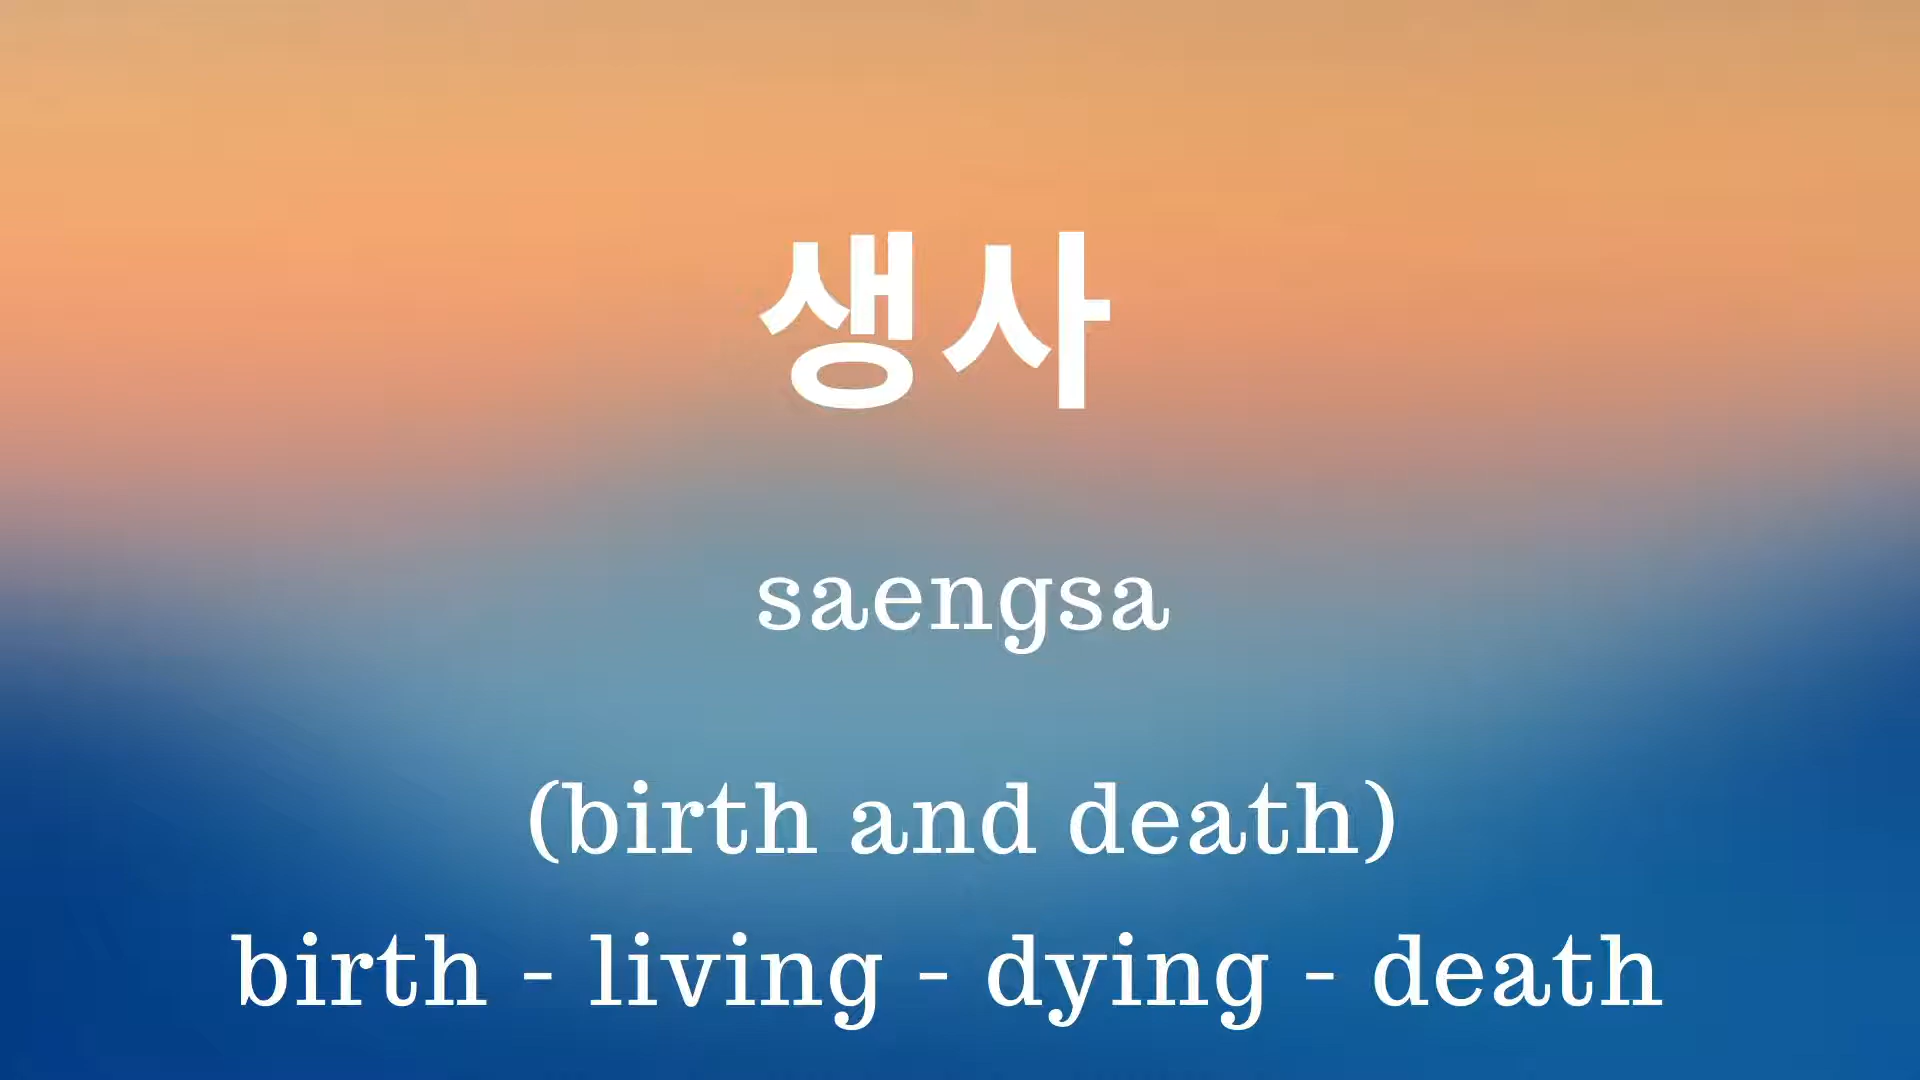 생사
saengsa
(birth and death)
birth - living - dying - death